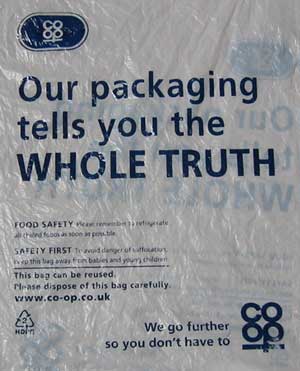 CO
OP
Our packaging
tells you the
WHOLE TRUTH
FOOD SAFETY Please remember to refrigerate
all chilled foods as soon as possible.
SAFETY FIRST To avoid danger of suffocation,
keep this bag away from babies and young children.
This bag can be reused.
Please dispose of this bag carefully.
www.co-op.co.uk
2
HDPE
We go further
so you don't have to
CO
OP